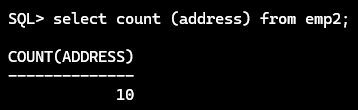 SQL> select count (address) from emp2;
COUNT(ADDRESS)
--------------
10